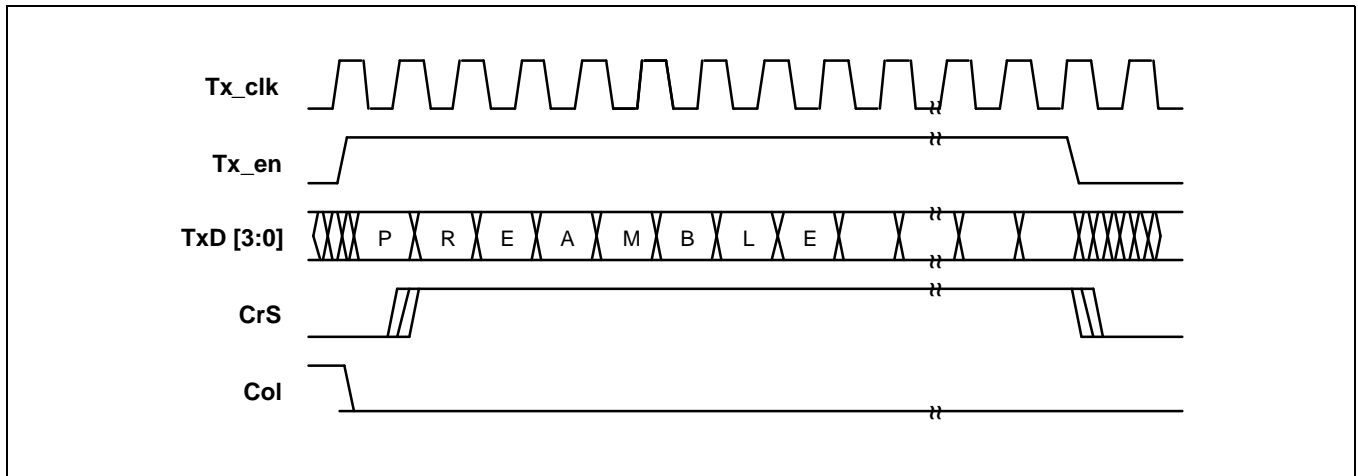 Tx_clk
Tx_en
TxD [3:0]
P R E A M B L E
CrS
Col